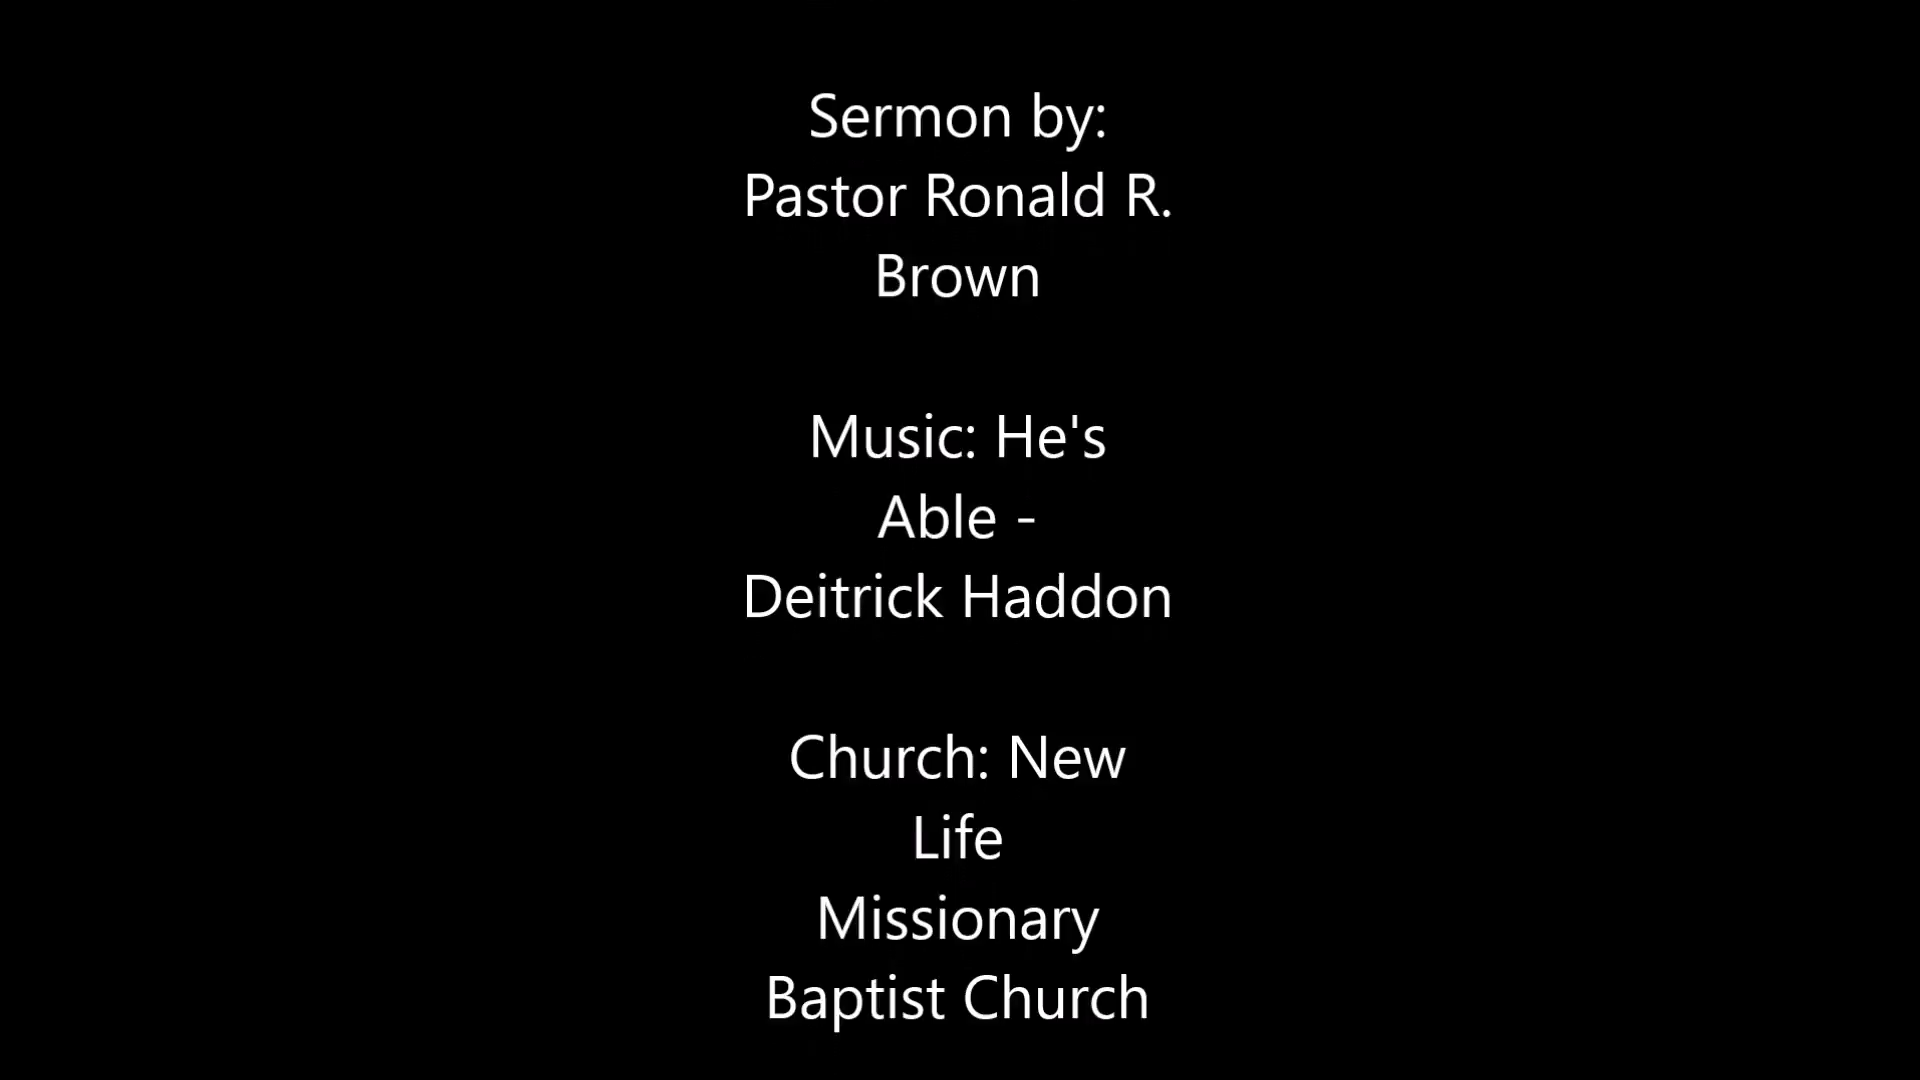 Sermon by:
Pastor Ronald R.
Brown
Music: He's
Able -
Deitrick Haddon
Church: New
Life
Missionary
Baptist Church